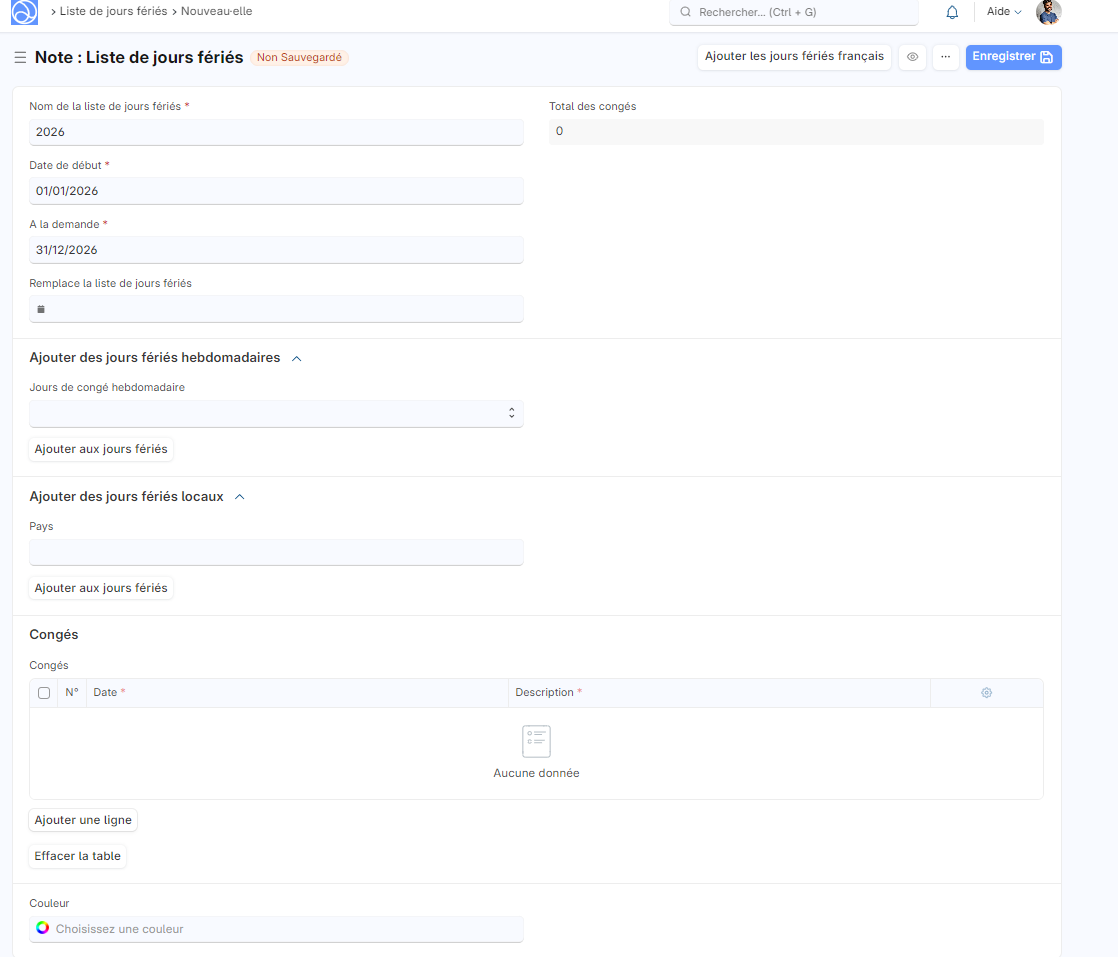 › Liste de jours fériés › Nouveau·elle
Rechercher... (Ctrl + G)
Aide
Note : Liste de jours fériés
Non Sauvegardé
Ajouter les jours fériés français
...
Enregistrer
Nom de la liste de jours fériés *
Total des congés
2026
0
Date de début *
01/01/2026
A la demande *
31/12/2026
Remplace la liste de jours fériés
Ajouter des jours fériés hebdomadaires
Jours de congé hebdomadaire
Ajouter aux jours fériés
Ajouter des jours fériés locaux
Pays
Ajouter aux jours fériés
Congés
Congés
N° Date * Description *
Aucune donnée
Ajouter une ligne
Effacer la table
Couleur
Choisissez une couleur